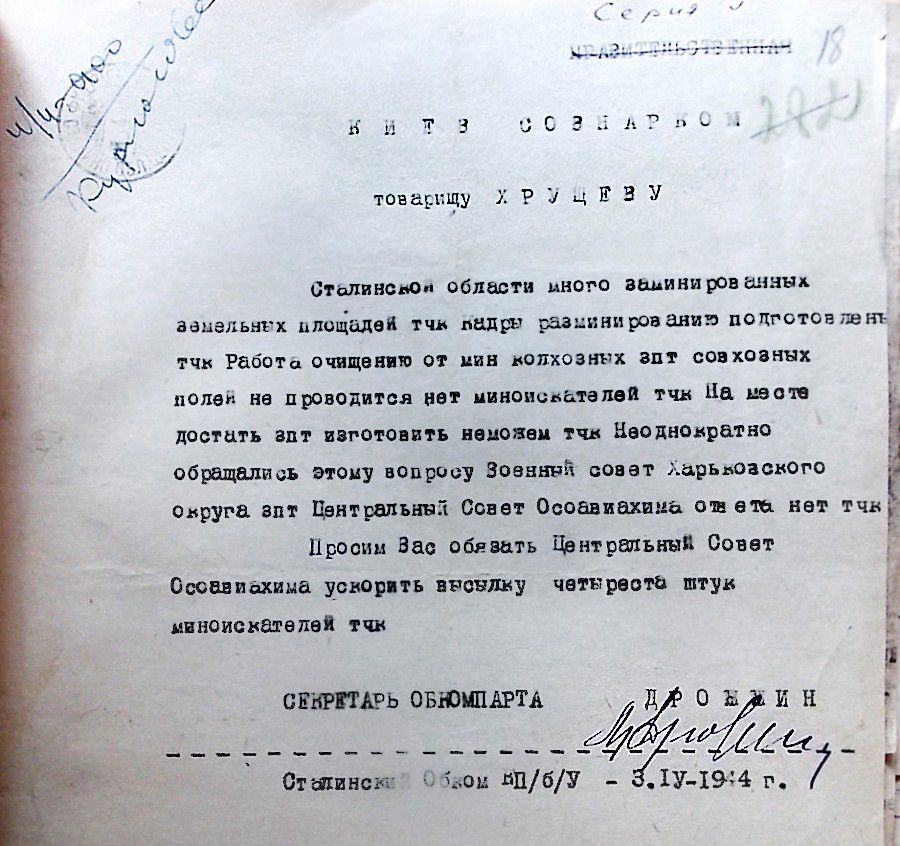 Серия
ПРАВИТЕЛЬСТВЕННАЯ
18
КИЕВ СОВНАРКОМ
товарищу ХРУЩЕВУ
Сталинской области много заминированных
земельных площадей тчк Кадры разминированию подготовлены
тчк Работа очищению от мин колхозных зпт совхозных
полей не проводится нет миноискателей тчк На месте
достать зпт изготовить неможем тчк Неоднократно
обращались этому вопросу Военный совет Харьковского
округа зпт Центральный Совет Осоавиахима ответа нет тчк
Просим Вас обязать Центральный Совет
Осоавиахима ускорить высылку четыреста штук
миноискателей тчк
СЕКРЕТАРЬ ОБКОМПАРТА ДРОНЖИН
Сталинский Обком КП/б/У - 3.IV-1944 г.